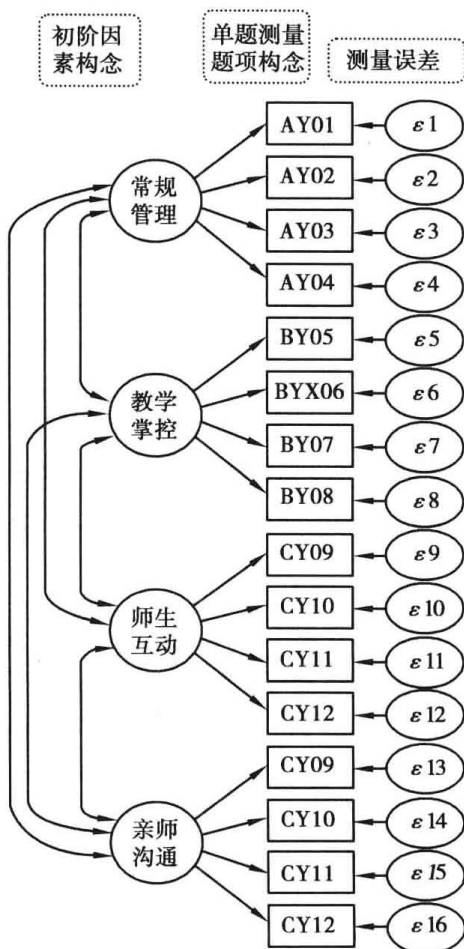 初阶因
素构念
单题测量
题项构念
测量误差
常规
管理
AY01
ε1
AY02
ε2
AY03
ε3
AY04
ε4
教学
掌控
BY05
ε5
BYX06
ε6
BY07
ε7
BY08
ε8
师生
互动
CY09
ε9
CY10
ε10
CY11
ε11
CY12
ε12
亲师
沟通
CY09
ε13
CY10
ε14
CY11
ε15
CY12
ε16